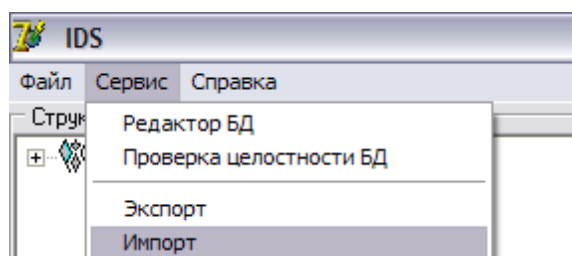 IDS
Файл Сервис Справка
Редактор БД
Проверка целостности БД
Экспорт
Импорт